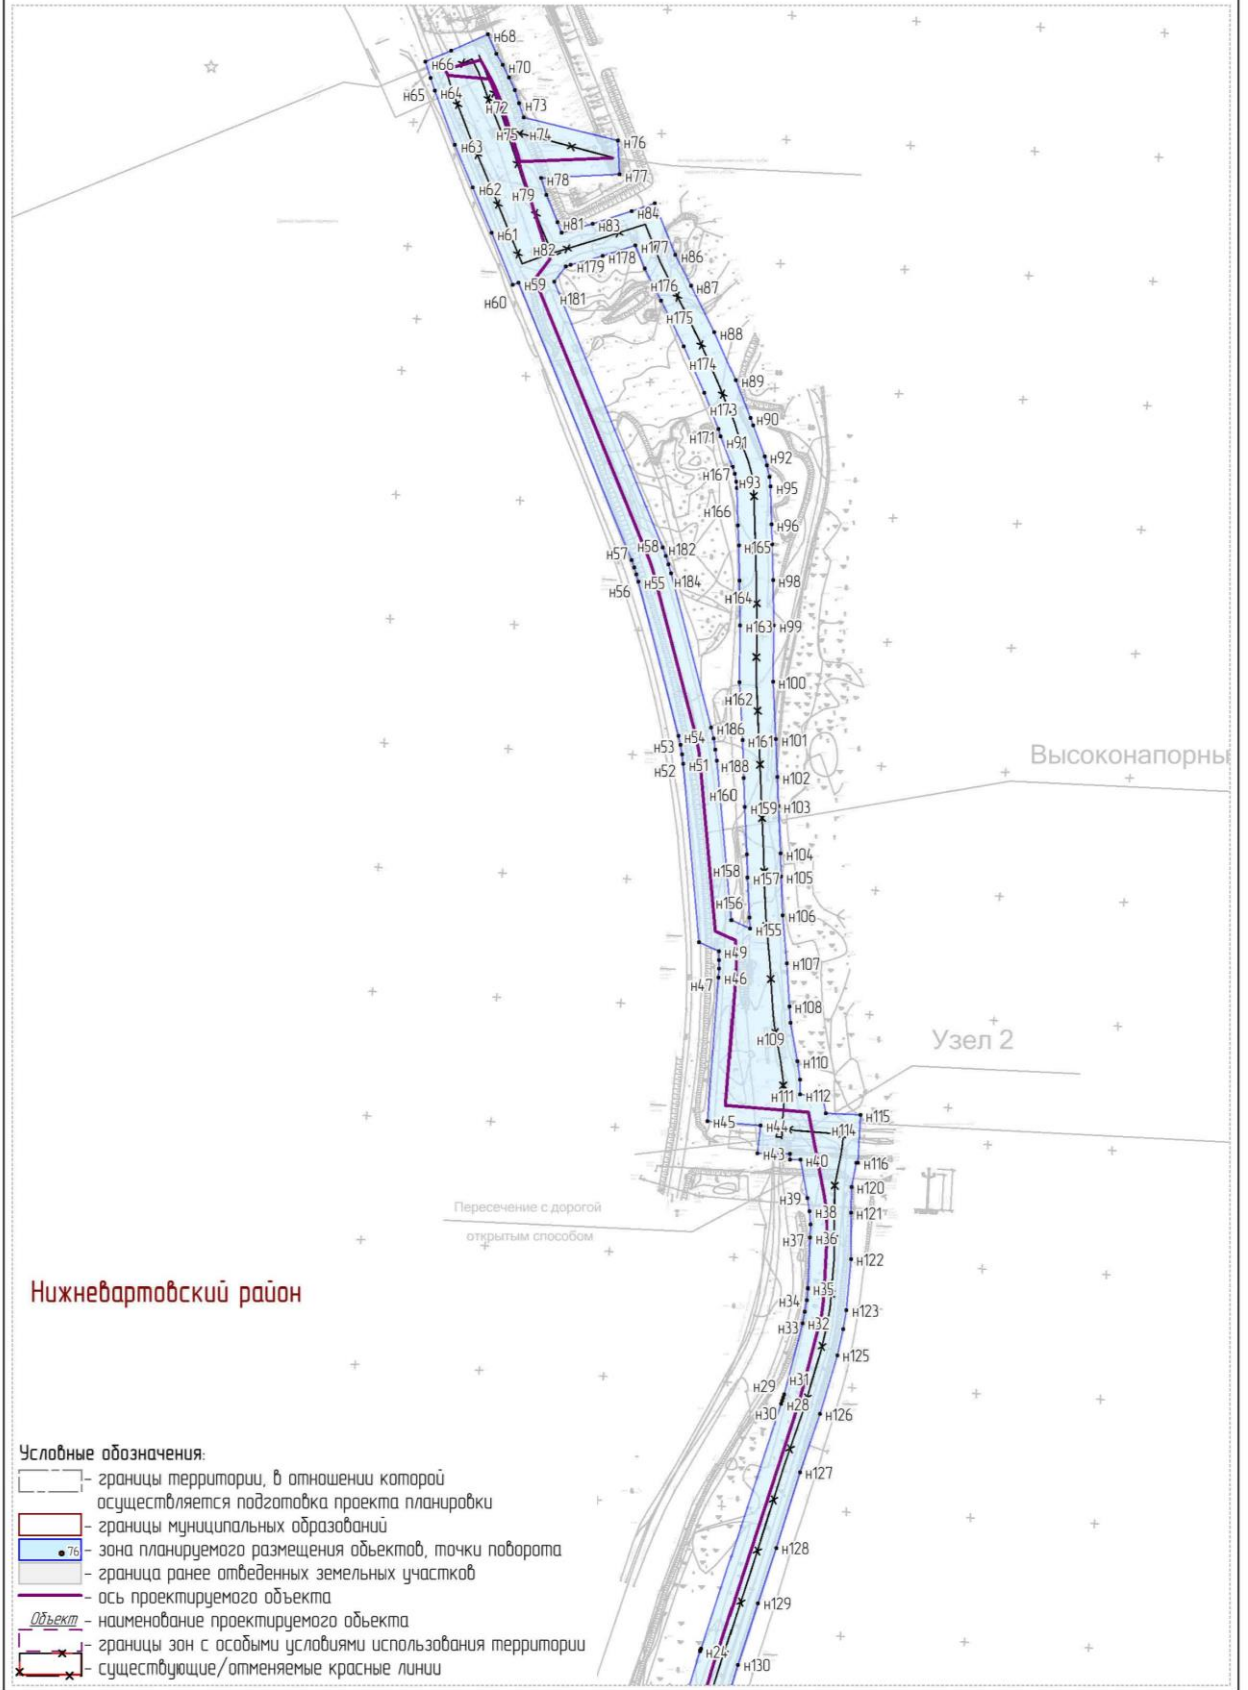 н68
н66
н70
н65
н64
н72
н73
н75
н74
н76
н63
н77
н78
н62
н79
н84
н81
н83
н61
н82
н177
н86
н178
н179
н59
н176
н87
н60
н181
н175
н88
н174
н89
н173
н90
н171
н91
н92
н167
н93
н95
н166
н96
н58
н182
н165
н57
н55
н184
н98
н56
н164
н163
н99
н100
н162
н186
н54
н161
н101
н53
н51
н188
н52
н102
н160
н159
н103
Высоконапорны
н104
н158
н157
н105
н156
н106
н155
н49
н107
н47
н46
н108
н109
Узел 2
н110
н111
н112
н45
н44
н114
н115
н43
н40
н116
н120
н39
Пересечение с дорогой
н38
н121
открытым способом
н37
н36
н122
Нижневартовский район
н35
н34
н123
н33
н32
н125
н31
н29
н28
н30
н126
н127
н128
н129
н24
н130
Условные обозначения:
- границы территории, в отношении которой
осуществляется подготовка проекта планировки
- границы муниципальных образований
76 - зона планируемого размещения объектов, точки поворота
- граница ранее отведенных земельных участков
- ось проектируемого объекта
Объект - наименование проектируемого объекта
- границы зон с особыми условиями использования территории
- существующие/отменяемые красные линии